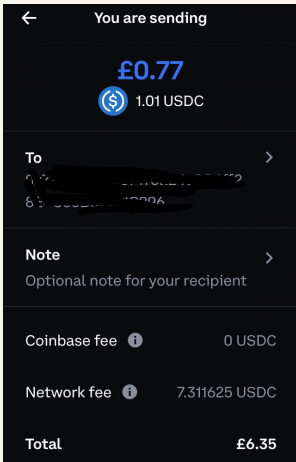 You are sending
£0.77
1.01 USDC
To
Note
Optional note for your recipient
Coinbase fee
0 USDC
Network fee
7.311625 USDC
Total
£6.35